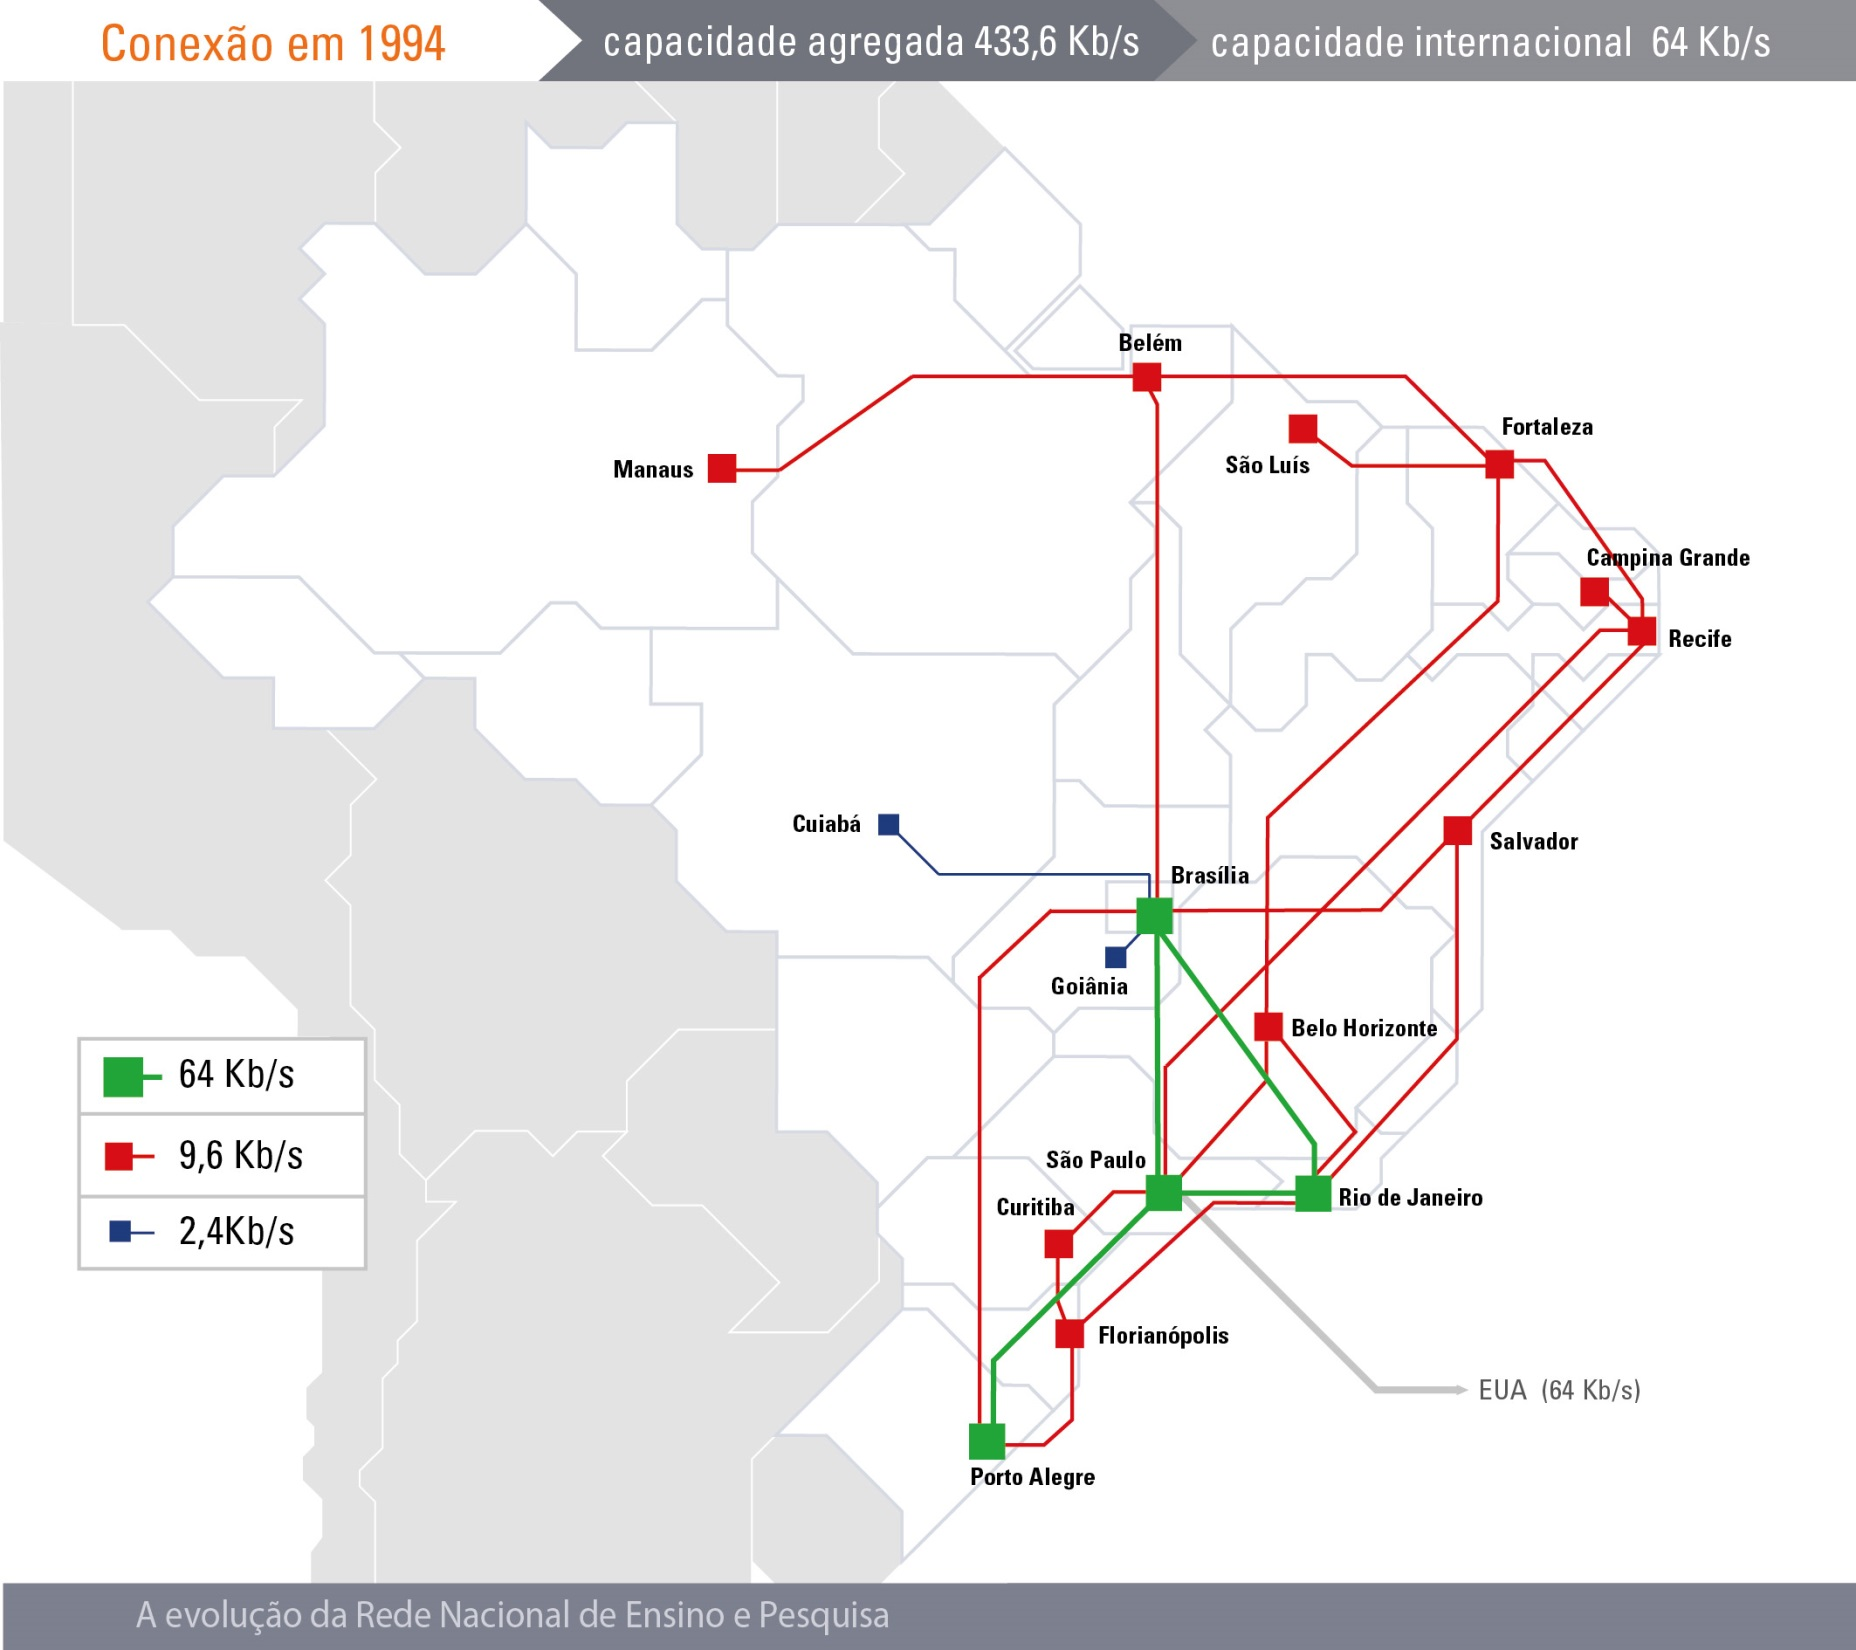 Conexão em 1994
capacidade agregada 433,6 Kb/s
capacidade internacional 64 Kb/s
Belém
Fortaleza
São Luís
Manaus
Campina Grande
Recife
Cuiabá
Salvador
Brasília
Goiânia
Belo Horizonte
64 Kb/s
9,6 Kb/s
2,4Kb/s
São Paulo
Rio de Janeiro
Curitiba
Florianópolis
EUA (64 Kb/s)
Porto Alegre
A evolução da Rede Nacional de Ensino e Pesquisa